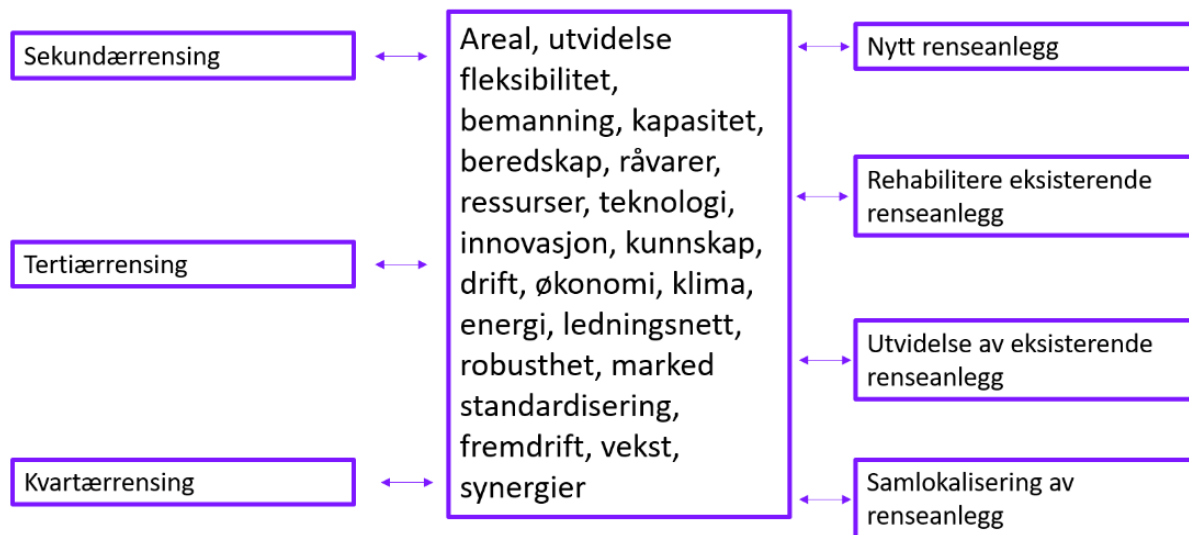 Sekundærrensing
Tertiærrensing
Kvartærrensing
Areal, utvidelse
fleksibilitet,
bemanning, kapasitet,
beredskap, råvarer,
ressurser, teknologi,
innovasjon, kunnskap,
drift, økonomi, klima,
energi, ledningsnett,
robusthet, marked
standardisering,
fremdrift, vekst,
synergier
Nytt renseanlegg
Rehabilitere eksisterende
renseanlegg
Utvidelse av eksisterende
renseanlegg
Samlokalisering av
renseanlegg